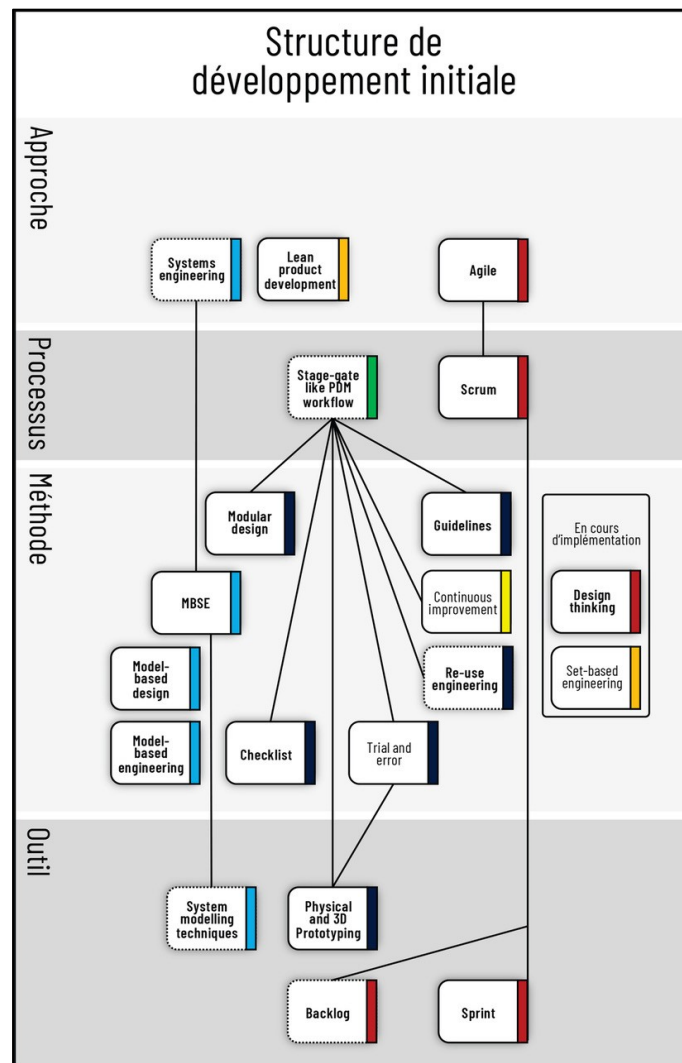 Structure de
développement initiale
Approche
Systems
engineering
Lean
product
development
Agile
Processus
Stage-gate
like PDM
workflow
Scrum
Méthode
Modular
design
Guidelines
En cours
d'implémentation
MBSE
Continuous
improvement
Design
thinking
Model-based
design
Re-use
engineering
Set-based
engineering
Model-
based
engineering
Checklist
Trial and
error
Outil
System
modelling
techniques
Physical
and 3D
Prototyping
Backlog
Sprint